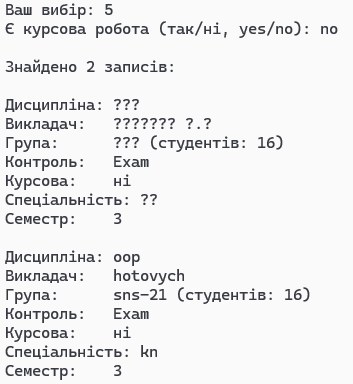 Ваш вибір: 5
Є курсова робота (так/ні, yes/no): no
Знайдено 2 записів:
Дисципліна: ???
Викладач: ??????? ?.?
Група: ??? (студентів: 16)
Контроль: Exam
Курсова: ні
Спеціальність: ??
Семестр: 3
Дисципліна: oop
Викладач: hotovych
Група: sns-21 (студентів: 16)
Контроль: Exam
Курсова: ні
Спеціальність: kn
Семестр: 3